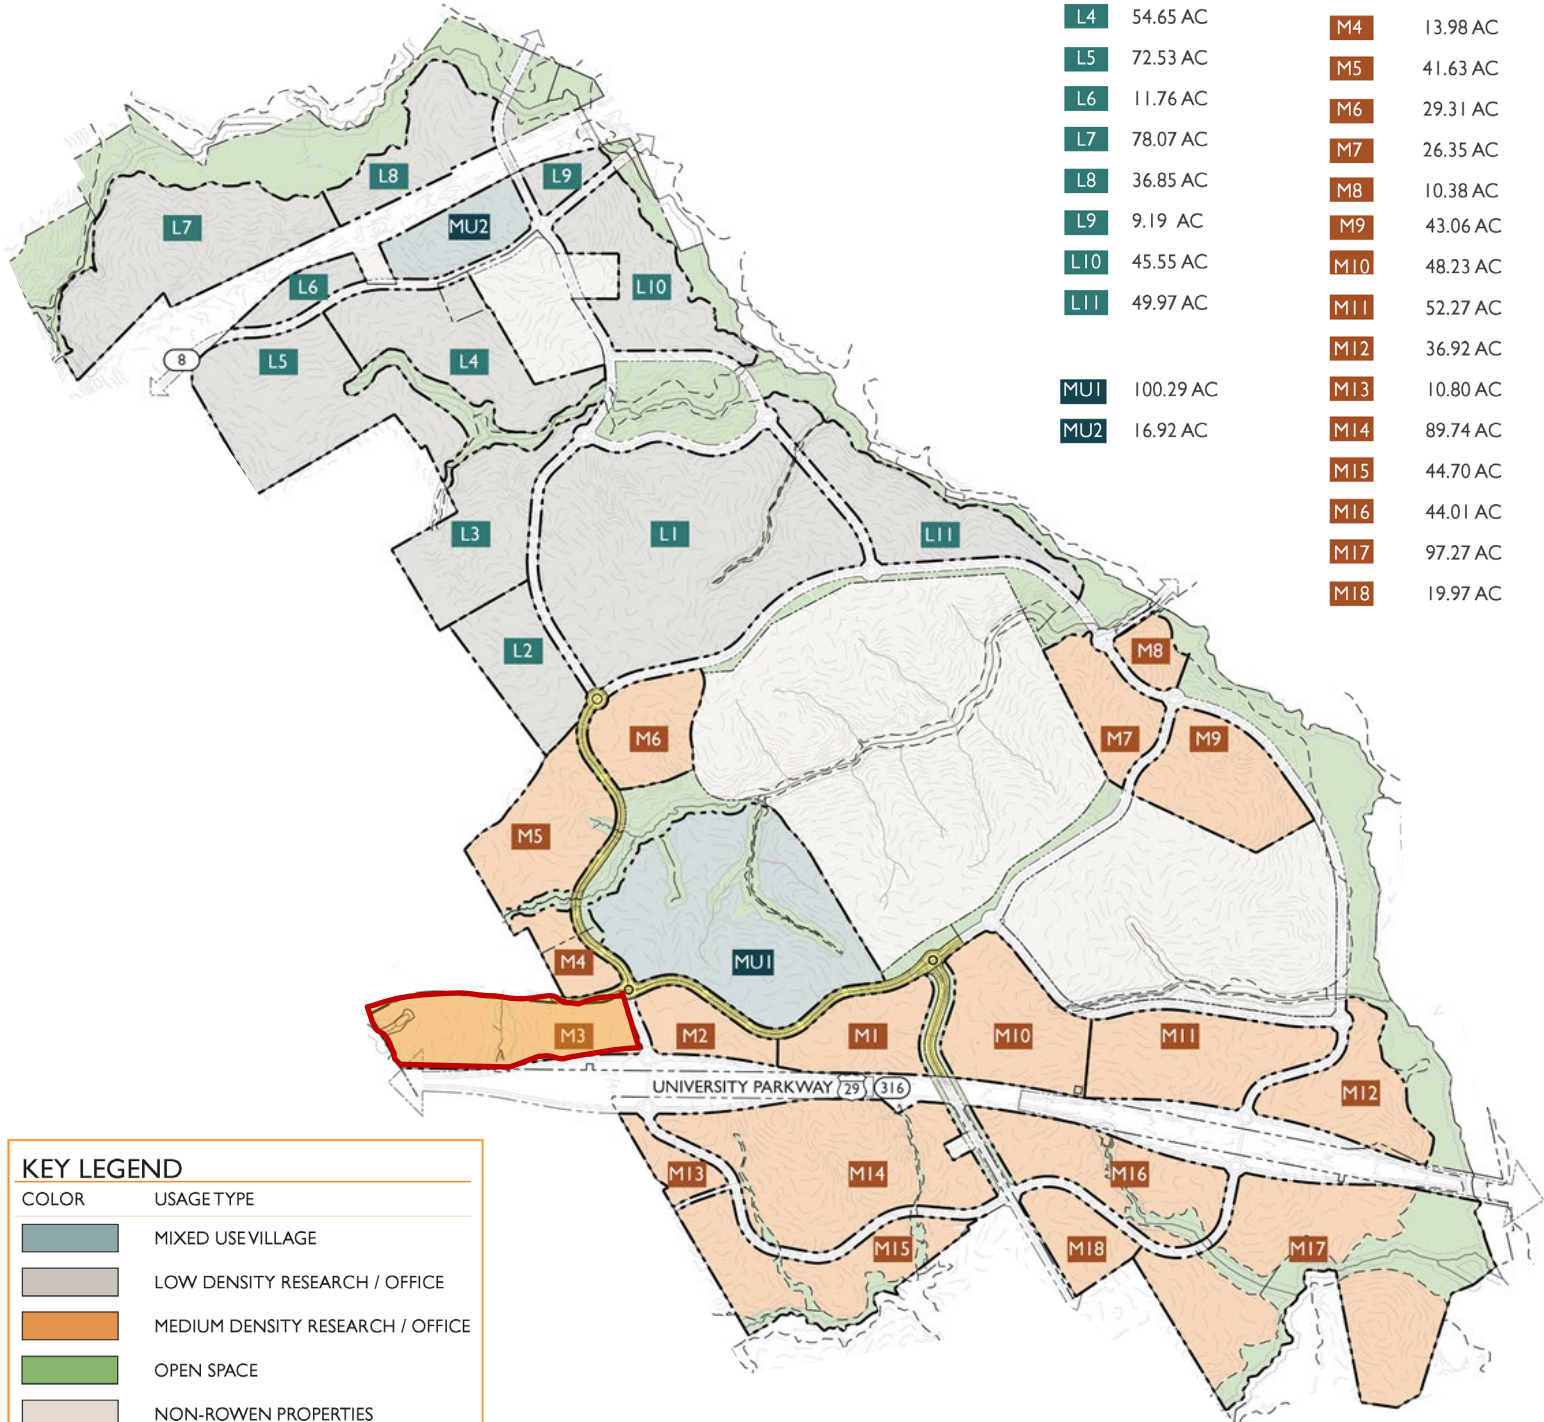 L4 54.65 AC
L5 72.53 AC
L6 11.76 AC
L7 78.07 AC
L8 36.85 AC
L9 9.19 AC
L10 45.55 AC
L11 49.97 AC
MU1 100.29 AC
MU2 16.92 AC
M4 13.98 AC
M5 41.63 AC
M6 29.31 AC
M7 26.35 AC
M8 10.38 AC
M9 43.06 AC
M10 48.23 AC
M11 52.27 AC
M12 36.92 AC
M13 10.80 AC
M14 89.74 AC
M15 44.70 AC
M16 44.01 AC
M17 97.27 AC
M18 19.97 AC
L8
L9
L7
MU2
L6
L10
8
L5
L4
L3
L1
L11
L2
M8
M6
M7
M9
M5
M4
MU1
M3
M2
M1
M10
M11
UNIVERSITY PARKWAY 29 316
M12
M13
M14
M16
M15
M18
M17
KEY LEGEND
COLOR USAGE TYPE
MIXED USE VILLAGE
LOW DENSITY RESEARCH / OFFICE
MEDIUM DENSITY RESEARCH / OFFICE
OPEN SPACE
NON-ROWEN PROPERTIES